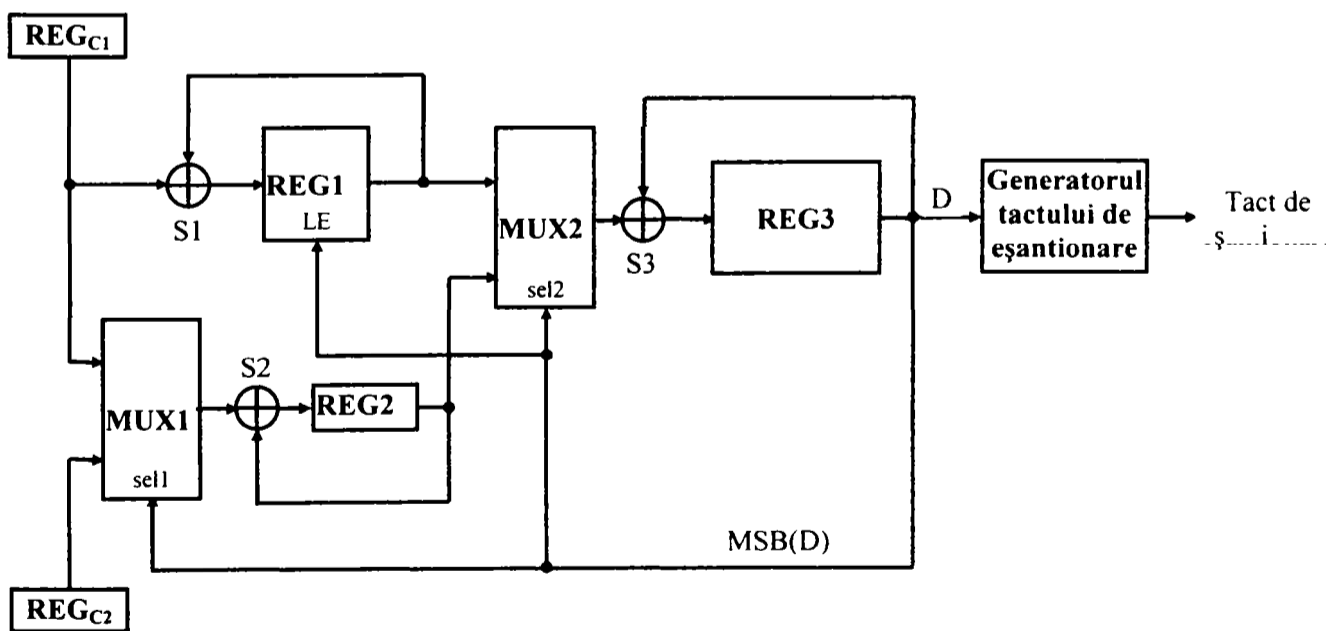 REGC1
S1
REG1
LE
MUX2
sel2
S3
REG3
D
Generatorul
tactului de
eşantionare
Tact de
MUX1
sel1
S2
REG2
MSB(D)
REGC2